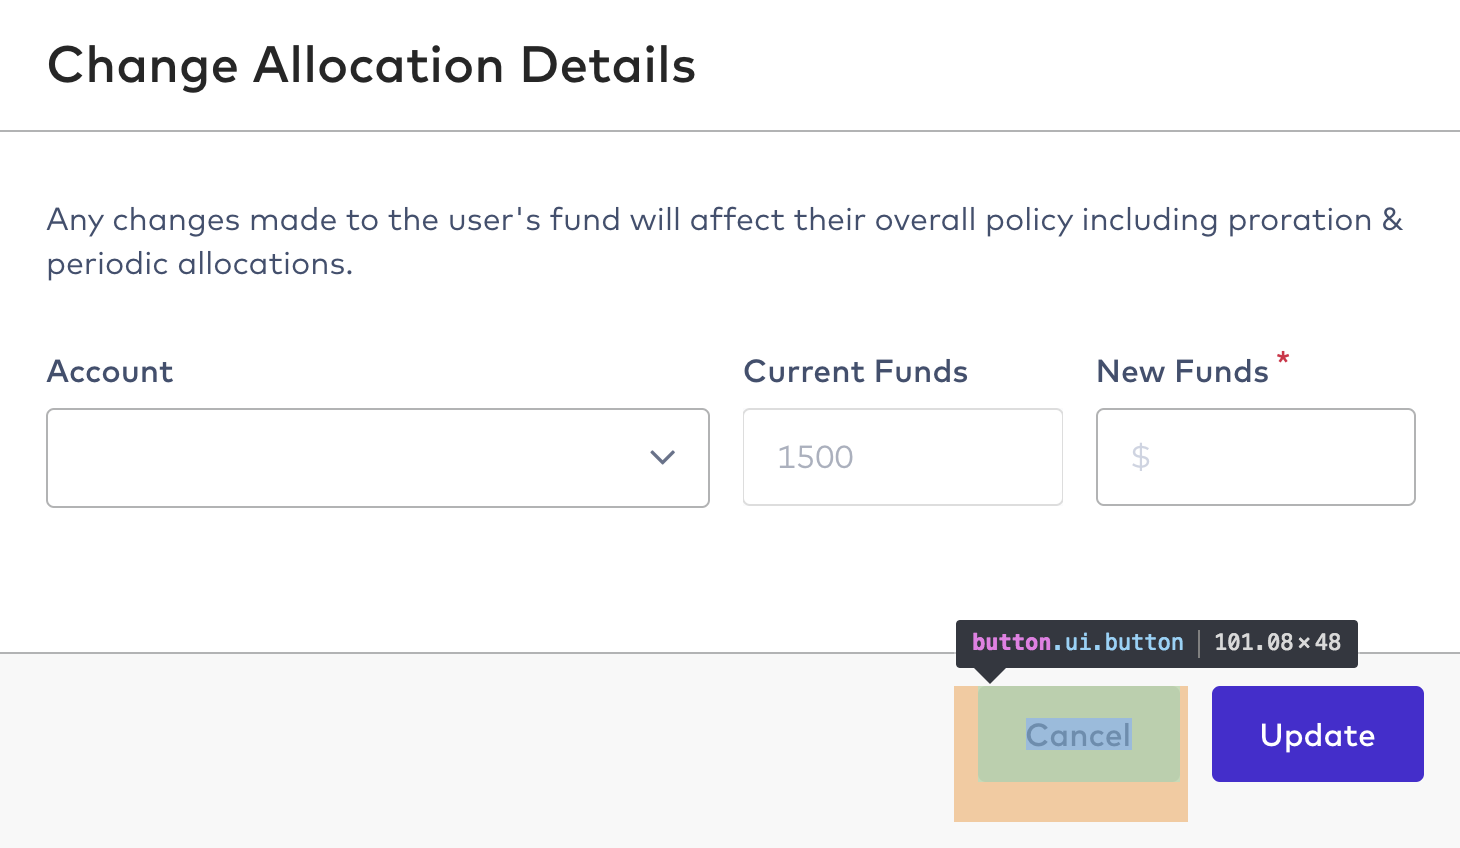 Change Allocation Details
Any changes made to the user's fund will affect their overall policy including proration &
periodic allocations.
Account
Current Funds
New Funds *
1500
$
button.ui.button | 101.08×48
Cancel
Update